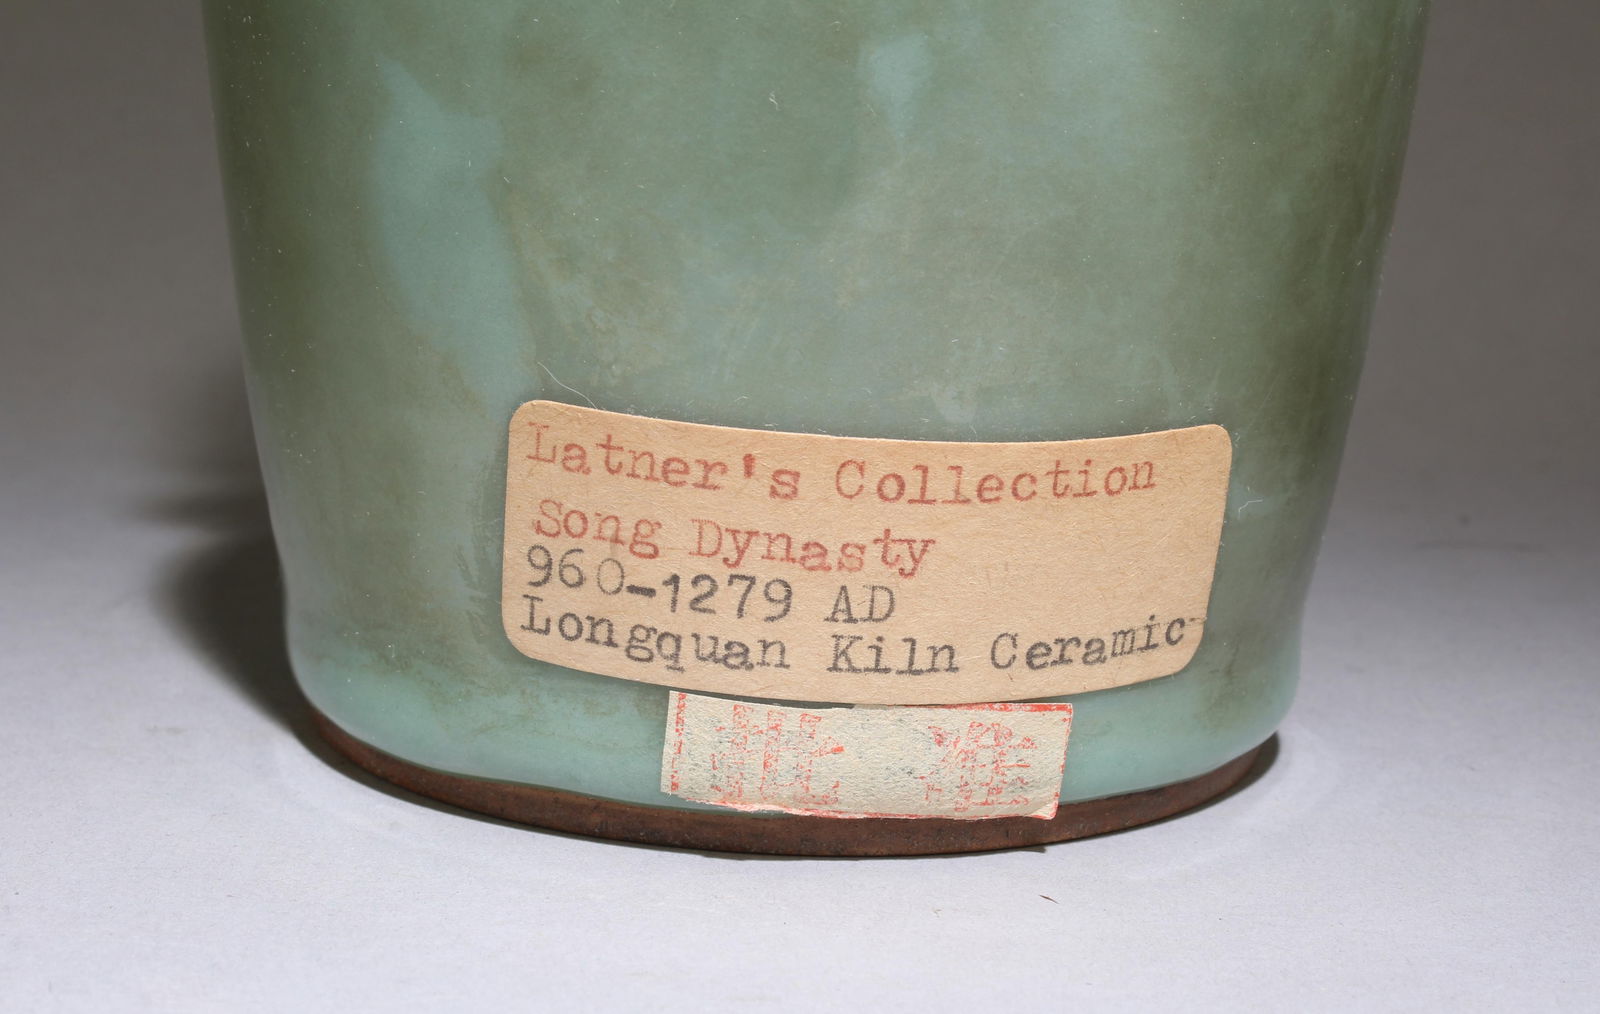 Latner's Collection
Song Dynasty
960-1279 AD
Longquan Kiln Ceramic